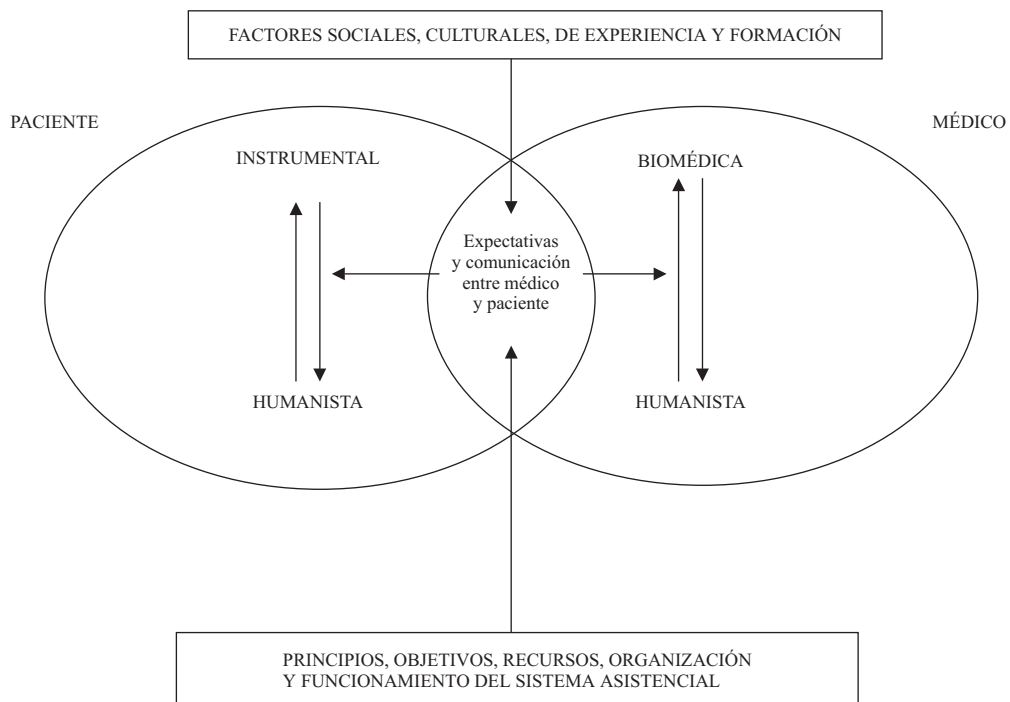 FACTORES SOCIALES, CULTURALES, DE EXPERIENCIA Y FORMACIÓN
PACIENTE
MÉDICO
INSTRUMENTAL
BIOMÉDICA
Expectativas
y comunicación
entre médico
y paciente
HUMANISTA
HUMANISTA
PRINCIPIOS, OBJETIVOS, RECURSOS, ORGANIZACIÓN
Y FUNCIONAMIENTO DEL SISTEMA ASISTENCIAL